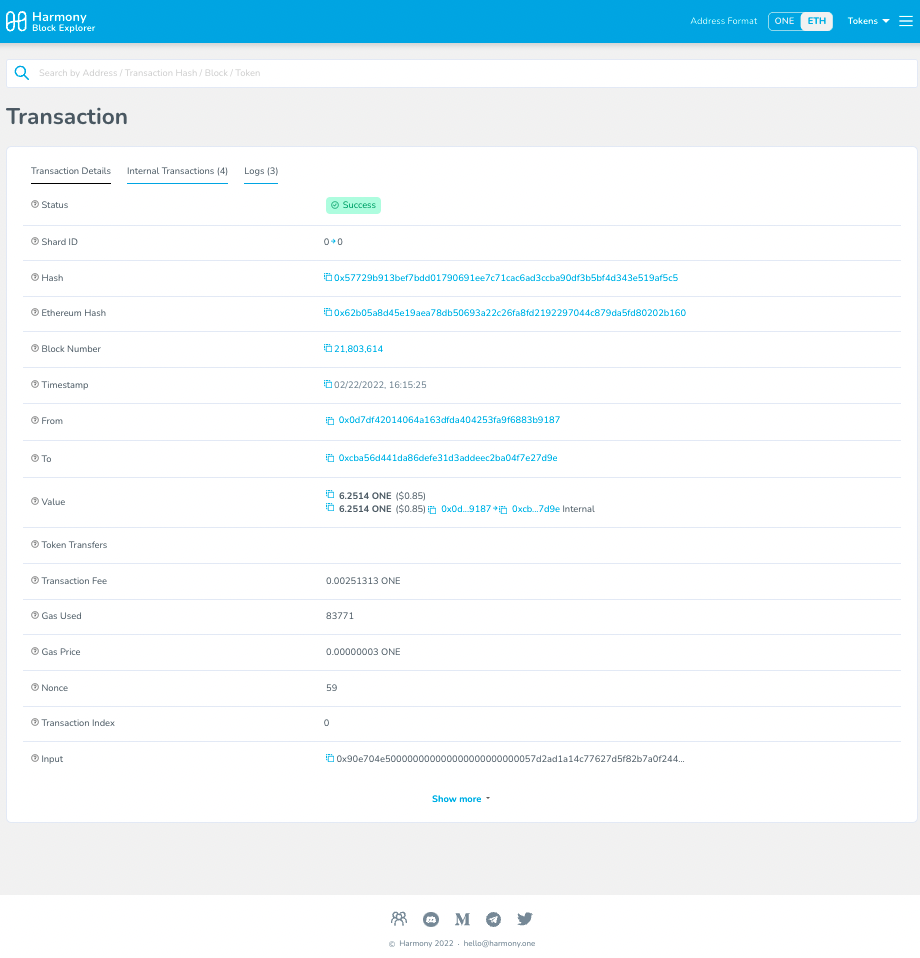 Harmony
Block Explorer
Address Format ONE ETH Tokens
Search by Address / Transaction Hash / Block / Token
Transaction
Transaction Details Internal Transactions (4) Logs (3)
Status Success
Shard ID 0 0
Hash 0x57729b913bef7bdd01790691ee7c71cac6ad3ccba90df3b5bf4d343e519af5c5
Ethereum Hash 0x62b05a8d45e19aea78db50693a22c26fa8fd2192297044c879da5fd80202b160
Block Number 21,803,614
Timestamp 02/22/2022, 16:15:25
From 0x0d7df42014064a163dfda404253fa9f6883b9187
To 0xcba56d441da86defe31d3addeec2ba04f7e27d9e
Value 6.2514 ONE ($0.85)
6.2514 ONE ($0.85) 0x0d...9187 0xcb...7d9e Internal
Token Transfers
Transaction Fee 0.00251313 ONE
Gas Used 83771
Gas Price 0.00000003 ONE
Nonce 59
Transaction Index 0
Input 0x90e704e500000000000000000000000057d2ad1a14c77627d5f82b7a0f244...
Show more
© Harmony 2022 · hello@harmony.one